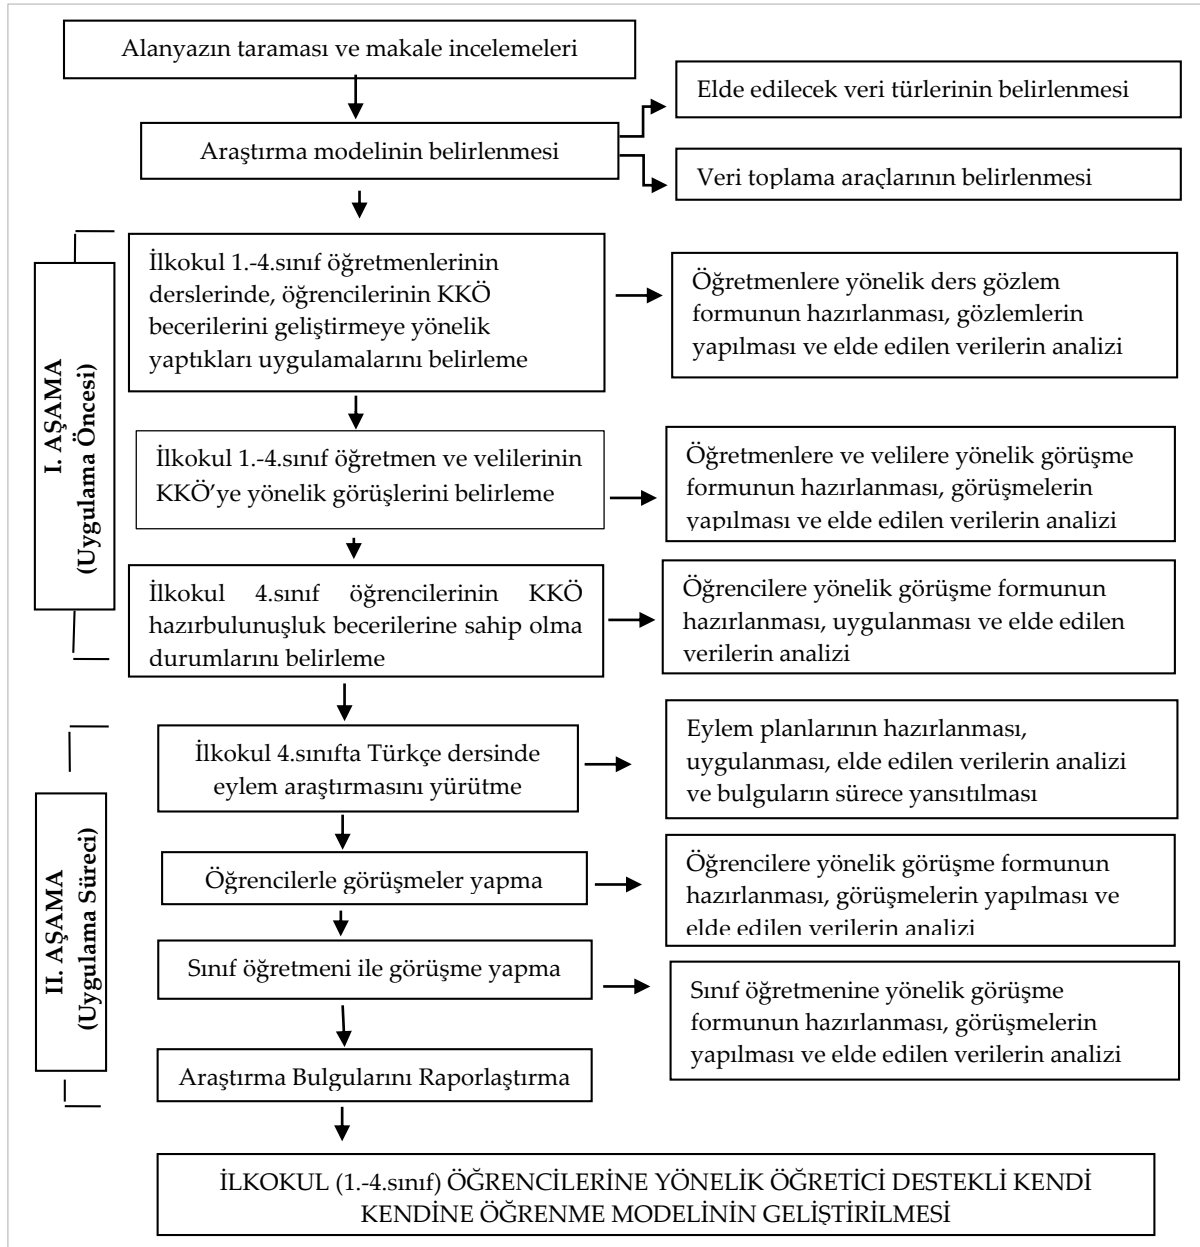 Alanyazın taraması ve makale incelemeleri
Elde edilecek veri türlerinin belirlenmesi
Araştırma modelinin belirlenmesi
Veri toplama araçlarının belirlenmesi
I. AŞAMA
(Uygulama Öncesi)
İlkokul 1.-4.sınıf öğretmenlerinin
derslerinde, öğrencilerinin KKÖ
becerilerini geliştirmeye yönelik
yaptıkları uygulamalarını belirleme
Öğretmenlere yönelik ders gözlem
formunun hazırlanması, gözlemlerin
yapılması ve elde edilen verilerin analizi
İlkokul 1.-4.sınıf öğretmen ve velilerinin
KKÖ'ye yönelik görüşlerini belirleme
Öğretmenlere ve velilere yönelik görüşme
formunun hazırlanması, görüşmelerin
yapılması ve elde edilen verilerin analizi
İlkokul 4.sınıf öğrencilerinin KKÖ
hazırbulunuşluk becerilerine sahip olma
durumlarını belirleme
Öğrencilere yönelik görüşme formunun
hazırlanması, uygulanması ve elde edilen
verilerin analizi
II. AŞAMA
(Uygulama Süreci)
İlkokul 4.sınıfta Türkçe dersinde
eylem araştırmasını yürütme
Eylem planlarının hazırlanması,
uygulanması, elde edilen verilerin analizi
ve bulguların sürece yansıtılması
Öğrencilerle görüşmeler yapma
Öğrencilere yönelik görüşme formunun
hazırlanması, görüşmelerin yapılması ve
elde edilen verilerin analizi
Sınıf öğretmeni ile görüşme yapma
Sınıf öğretmenine yönelik görüşme
formunun hazırlanması, görüşmelerin
yapılması ve elde edilen verilerin analizi
Araştırma Bulgularını Raporlaştırma
İLKOKUL (1.-4.sınıf) ÖĞRENCİLERİNE YÖNELİK ÖĞRETİCİ DESTEKLİ KENDİ
KENDİNE ÖĞRENME MODELİNİN GELİŞTİRİLMESİ